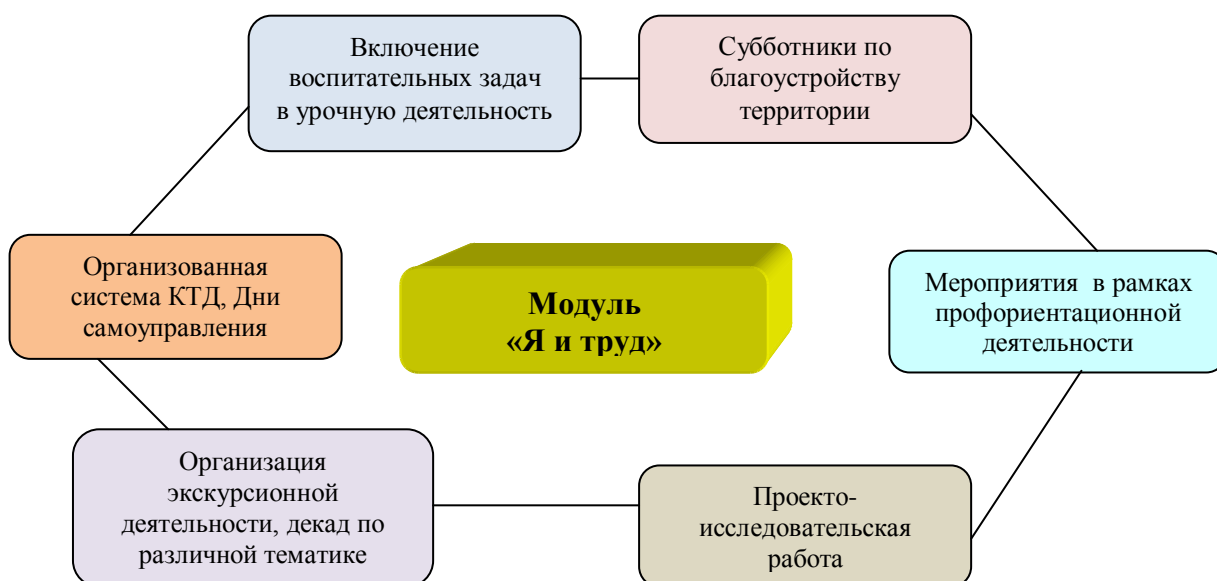 Включение
воспитательных задач
в урочную деятельность
Субботники по
благоустройству
территории
Организованная
система КТД, Дни
самоуправления
Модуль
«Я и труд»
Мероприятия в рамках
профориентационной
деятельности
Организация
экскурсионной
деятельности, декад по
различной тематике
Проекто-
исследовательская
работа